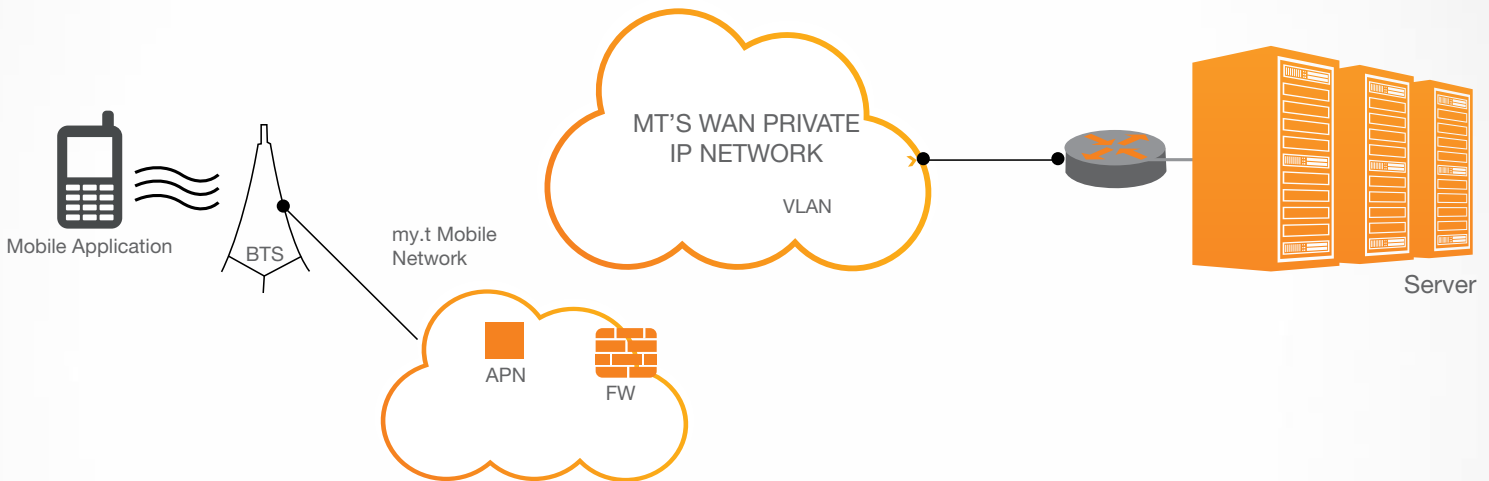 Mobile Application
BTS
my.t Mobile
Network
APN
FW
MT'S WAN PRIVATE
IP NETWORK
VLAN
Server